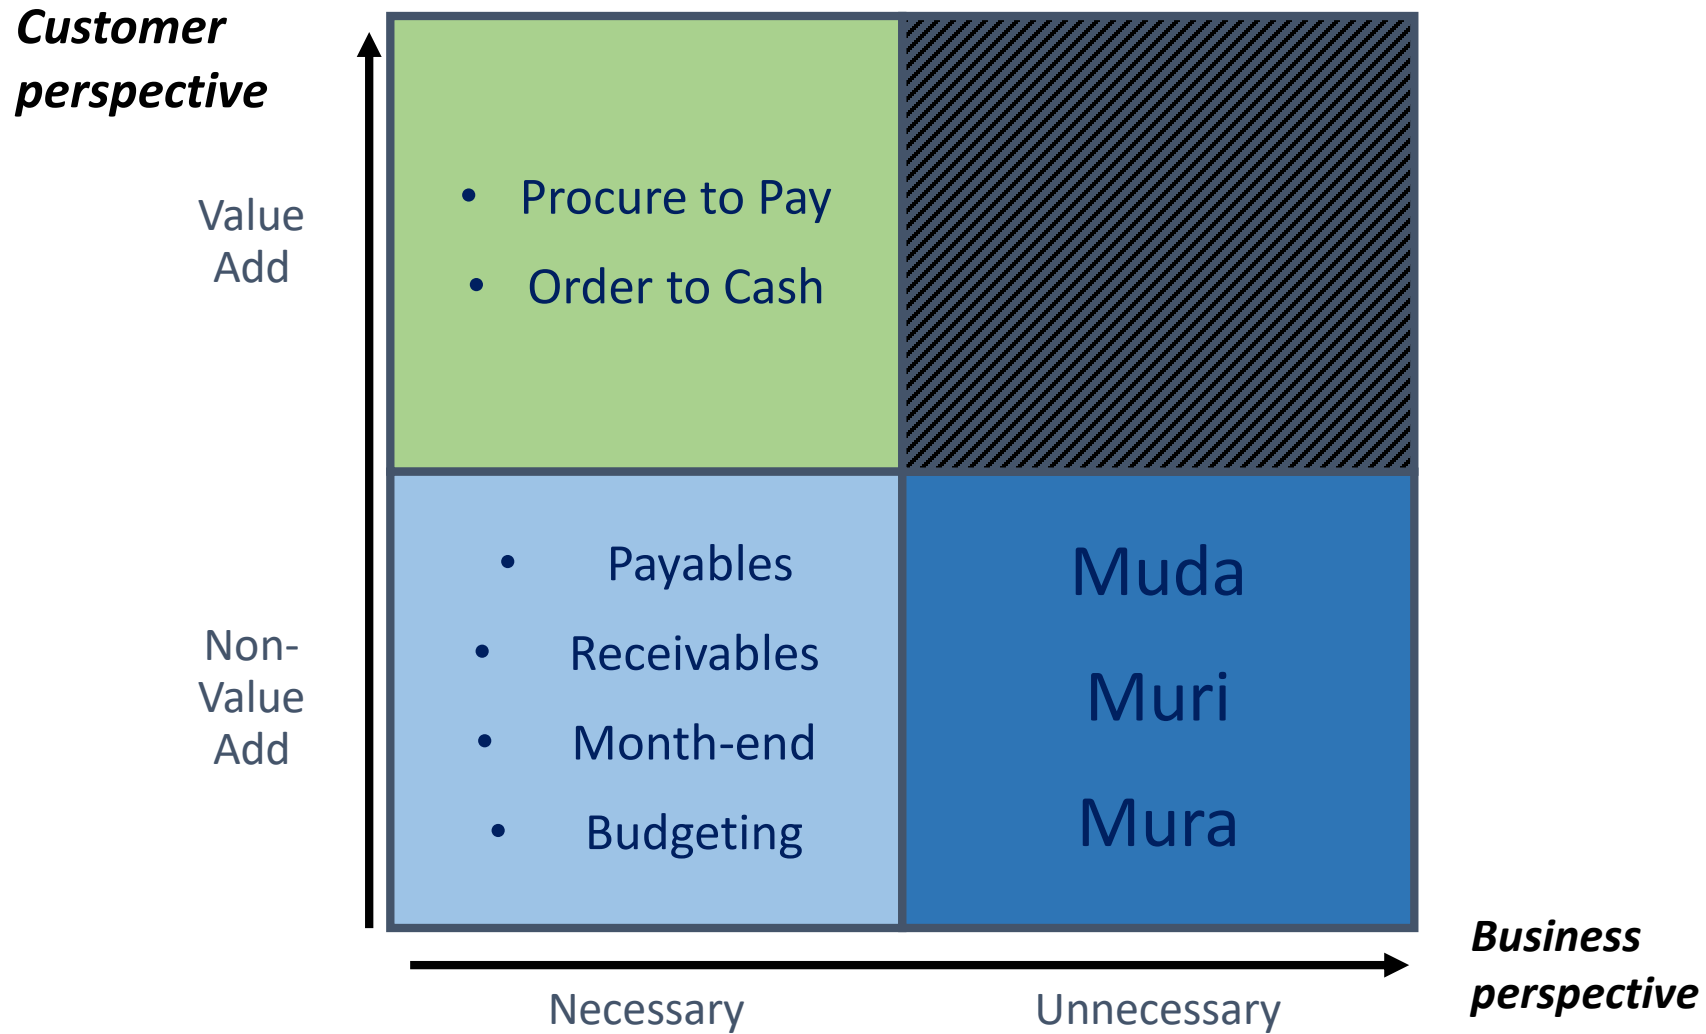 Customer
perspective
Value
Add
• Procure to Pay
• Order to Cash
Non-
Value
Add
• Payables
• Receivables
• Month-end
• Budgeting
Muda
Muri
Mura
Necessary
Unnecessary
Business
perspective